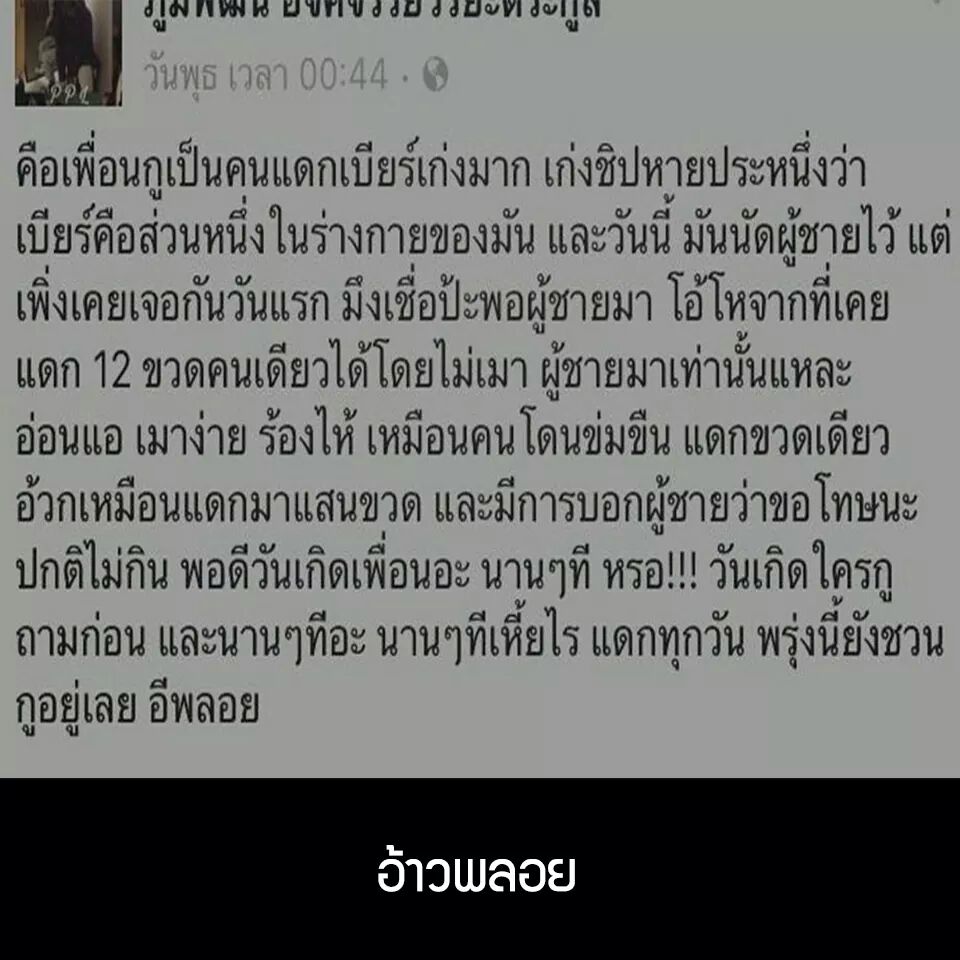 วันพุธ เวลา 00:44 ·
PPL
คือเพื่อนกูเป็นคนแดกเบียร์เก่งมาก เก่งชิปหายประหนึ่งว่า
เบียร์คือส่วนหนึ่งในร่างกายของมัน และวันนี้ มันนัดผู้ชายไว้ แต่
เพิ่งเคยเจอกันวันแรก มึงเชื่อป้ะพอผู้ชายมา โอ้โหจากที่เคย
แดก 12 ขวดคนเดียวได้โดยไม่เมา ผู้ชายมาเท่านั้นแหละ
อ่อนแอ เมาง่าย ร้องไห้ เหมือนคนโดนข่มขืน แดกขวดเดียว
อ้วกเหมือนแดกมาแสนขวด และมีการบอกผู้ชายว่าขอโทษนะ
ปกติไม่กิน พอดีวันเกิดเพื่อนอะ นานๆที หรอ!!! วันเกิดใครกู
ถามก่อน และนานๆทีอะ นานๆทีเหี้ยไร แดกทุกวัน พรุ่งนี้ยังชวน
กูอยู่เลย อีพลอย
อ้าวพลอย